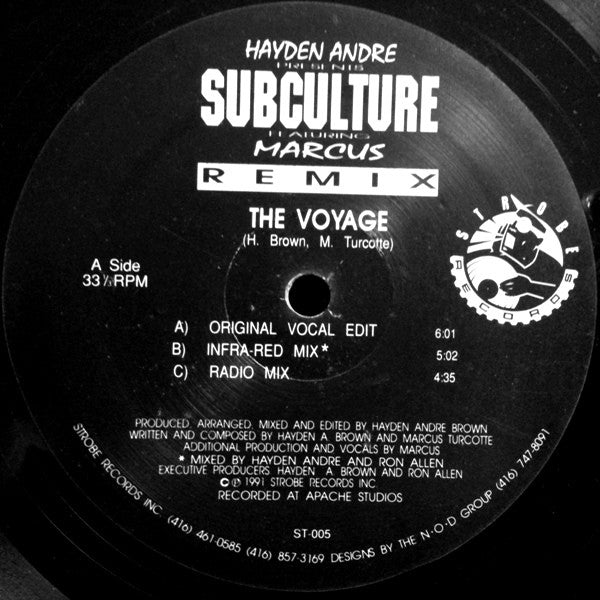 HAYDEN ANDRE
PRESENTS
SUBCULTURE
FEATURING
MARCUS
REMIX
THE VOYAGE
(H. Brown, M. Turcotte)
STROBE
RECORDS
A Side
33 ⅓ RPM
A) ORIGINAL VOCAL EDIT 6:01
B) INFRA-RED MIX* 5:02
C) RADIO MIX 4:35
PRODUCED, ARRANGED, MIXED AND EDITED BY HAYDEN ANDRE BROWN
WRITTEN AND COMPOSED BY HAYDEN A. BROWN AND MARCUS TURCOTTE
ADDITIONAL PRODUCTION AND VOCALS BY MARCUS
* MIXED BY HAYDEN ANDRE AND RON ALLEN
EXECUTIVE PRODUCERS HAYDEN A. BROWN AND RON ALLEN
© ℗ 1991 STROBE RECORDS INC
RECORDED AT APACHE STUDIOS
ST-005
STROBE RECORDS INC (416) 461-0585 (416) 857-3169 DESIGNS BY THE N·O·D GROUP (416) 747-8091